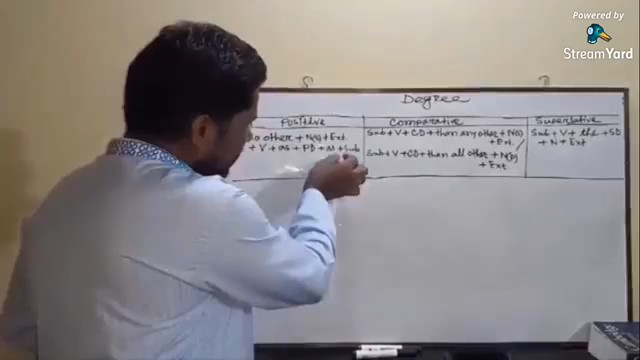 Powered by
StreamYard
Degree
Positive
Comparative
Superlative
No other + N(s) + Ext
+ V + as + PD + as + Sub
Sub + V + CD + than any other + N(s)
+ Ext /
Sub + V + CD + than all other + N(p)
+ Ext
Sub + V + the + SD
+ N + Ext